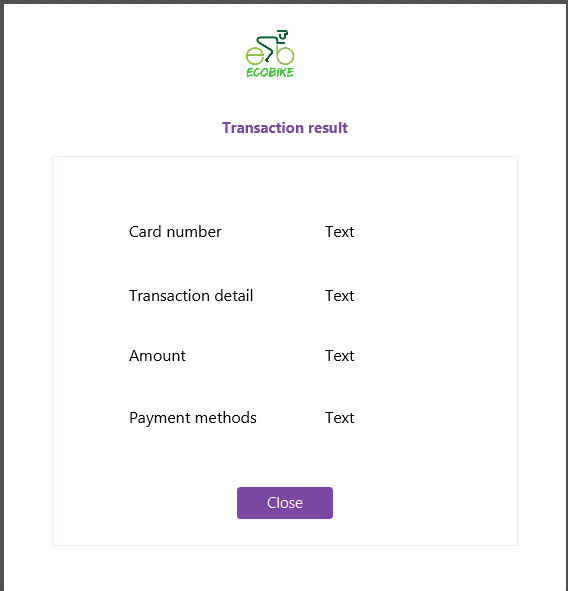 ECOBIKE
Transaction result
Card number Text
Transaction detail Text
Amount Text
Payment methods Text
Close